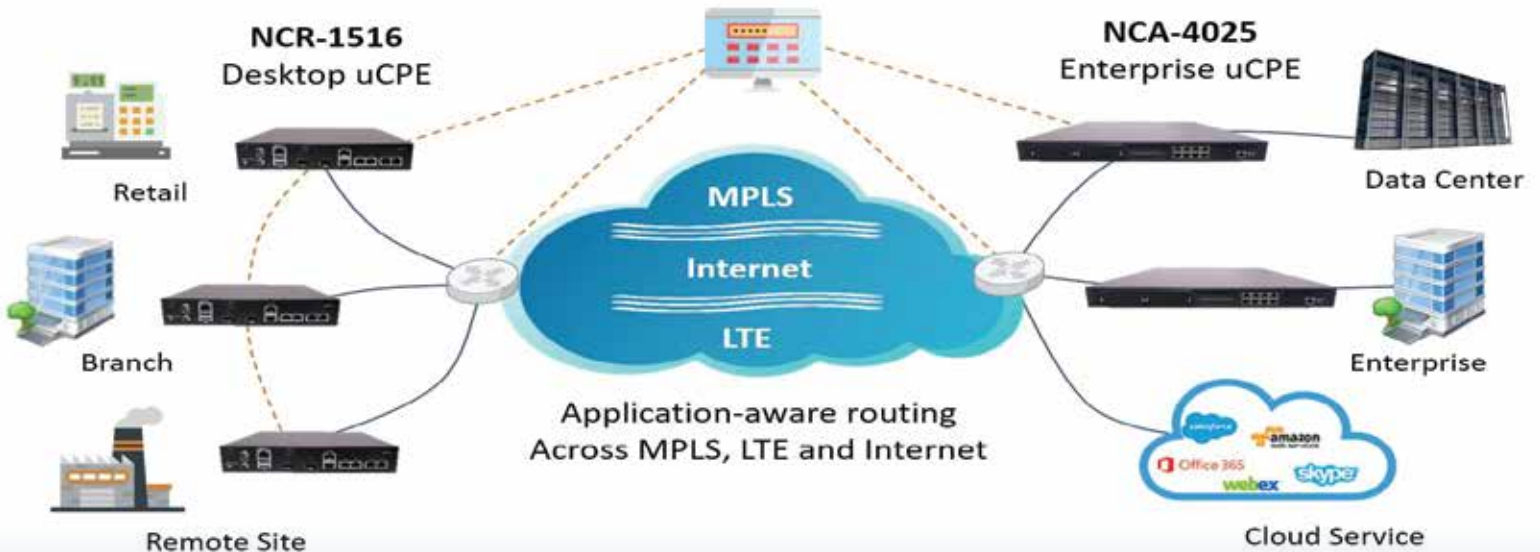 NCR-1516
Desktop uCPE
NCA-4025
Enterprise uCPE
Retail
Data Center
MPLS
Internet
LTE
Branch
Enterprise
Application-aware routing
Across MPLS, LTE and Internet
salesforce
amazon
Office 365
skype
webex
Remote Site
Cloud Service